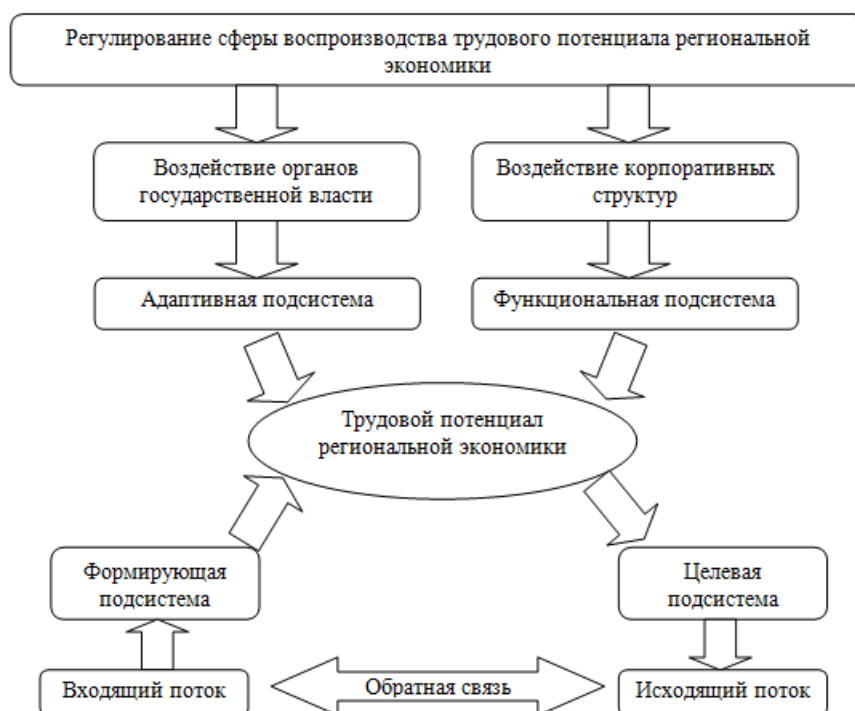 Регулирование сферы воспроизводства трудового потенциала региональной
экономики
Воздействие органов
государственной власти
Воздействие корпоративных
структур
Адаптивная подсистема
Функциональная подсистема
Трудовой потенциал
региональной экономики
Формирующая
подсистема
Целевая
подсистема
Входящий поток
Обратная связь
Исходящий поток